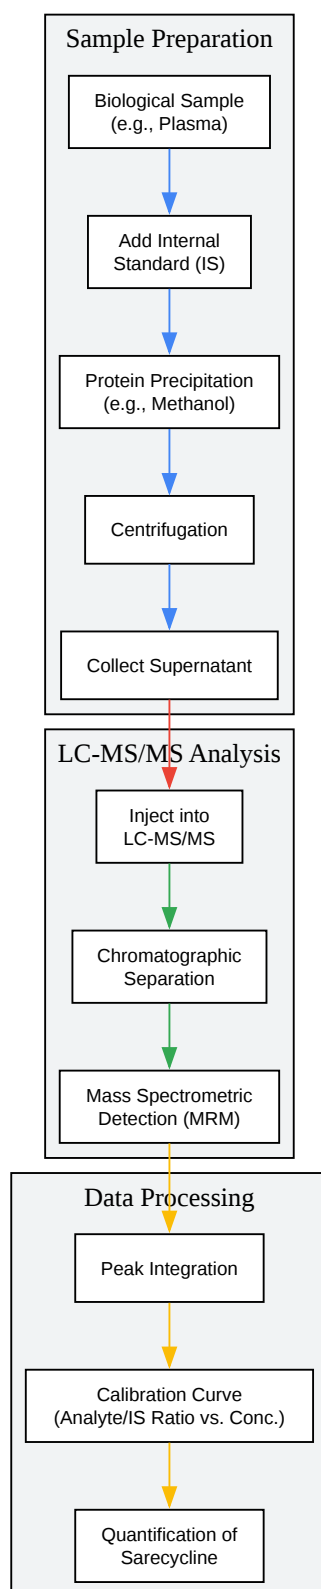 Sample Preparation
Biological Sample
(e.g., Plasma)
Add Internal
Standard (IS)
Protein Precipitation
(e.g., Methanol)
Centrifugation
Collect Supernatant
LC-MS/MS Analysis
Inject into
LC-MS/MS
Chromatographic
Separation
Mass Spectrometric
Detection (MRM)
Data Processing
Peak Integration
Calibration Curve
(Analyte/IS Ratio vs. Conc.)
Quantification of
Sarecycline